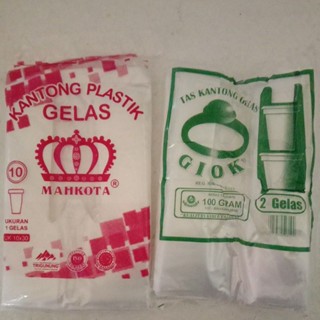 KANTONG PLASTIK
GELAS
10
MAHKOTA®
UKURAN
1 GELAS
TAS KANTONG GELAS
GIOK®
100 GRAM
2 Gelas